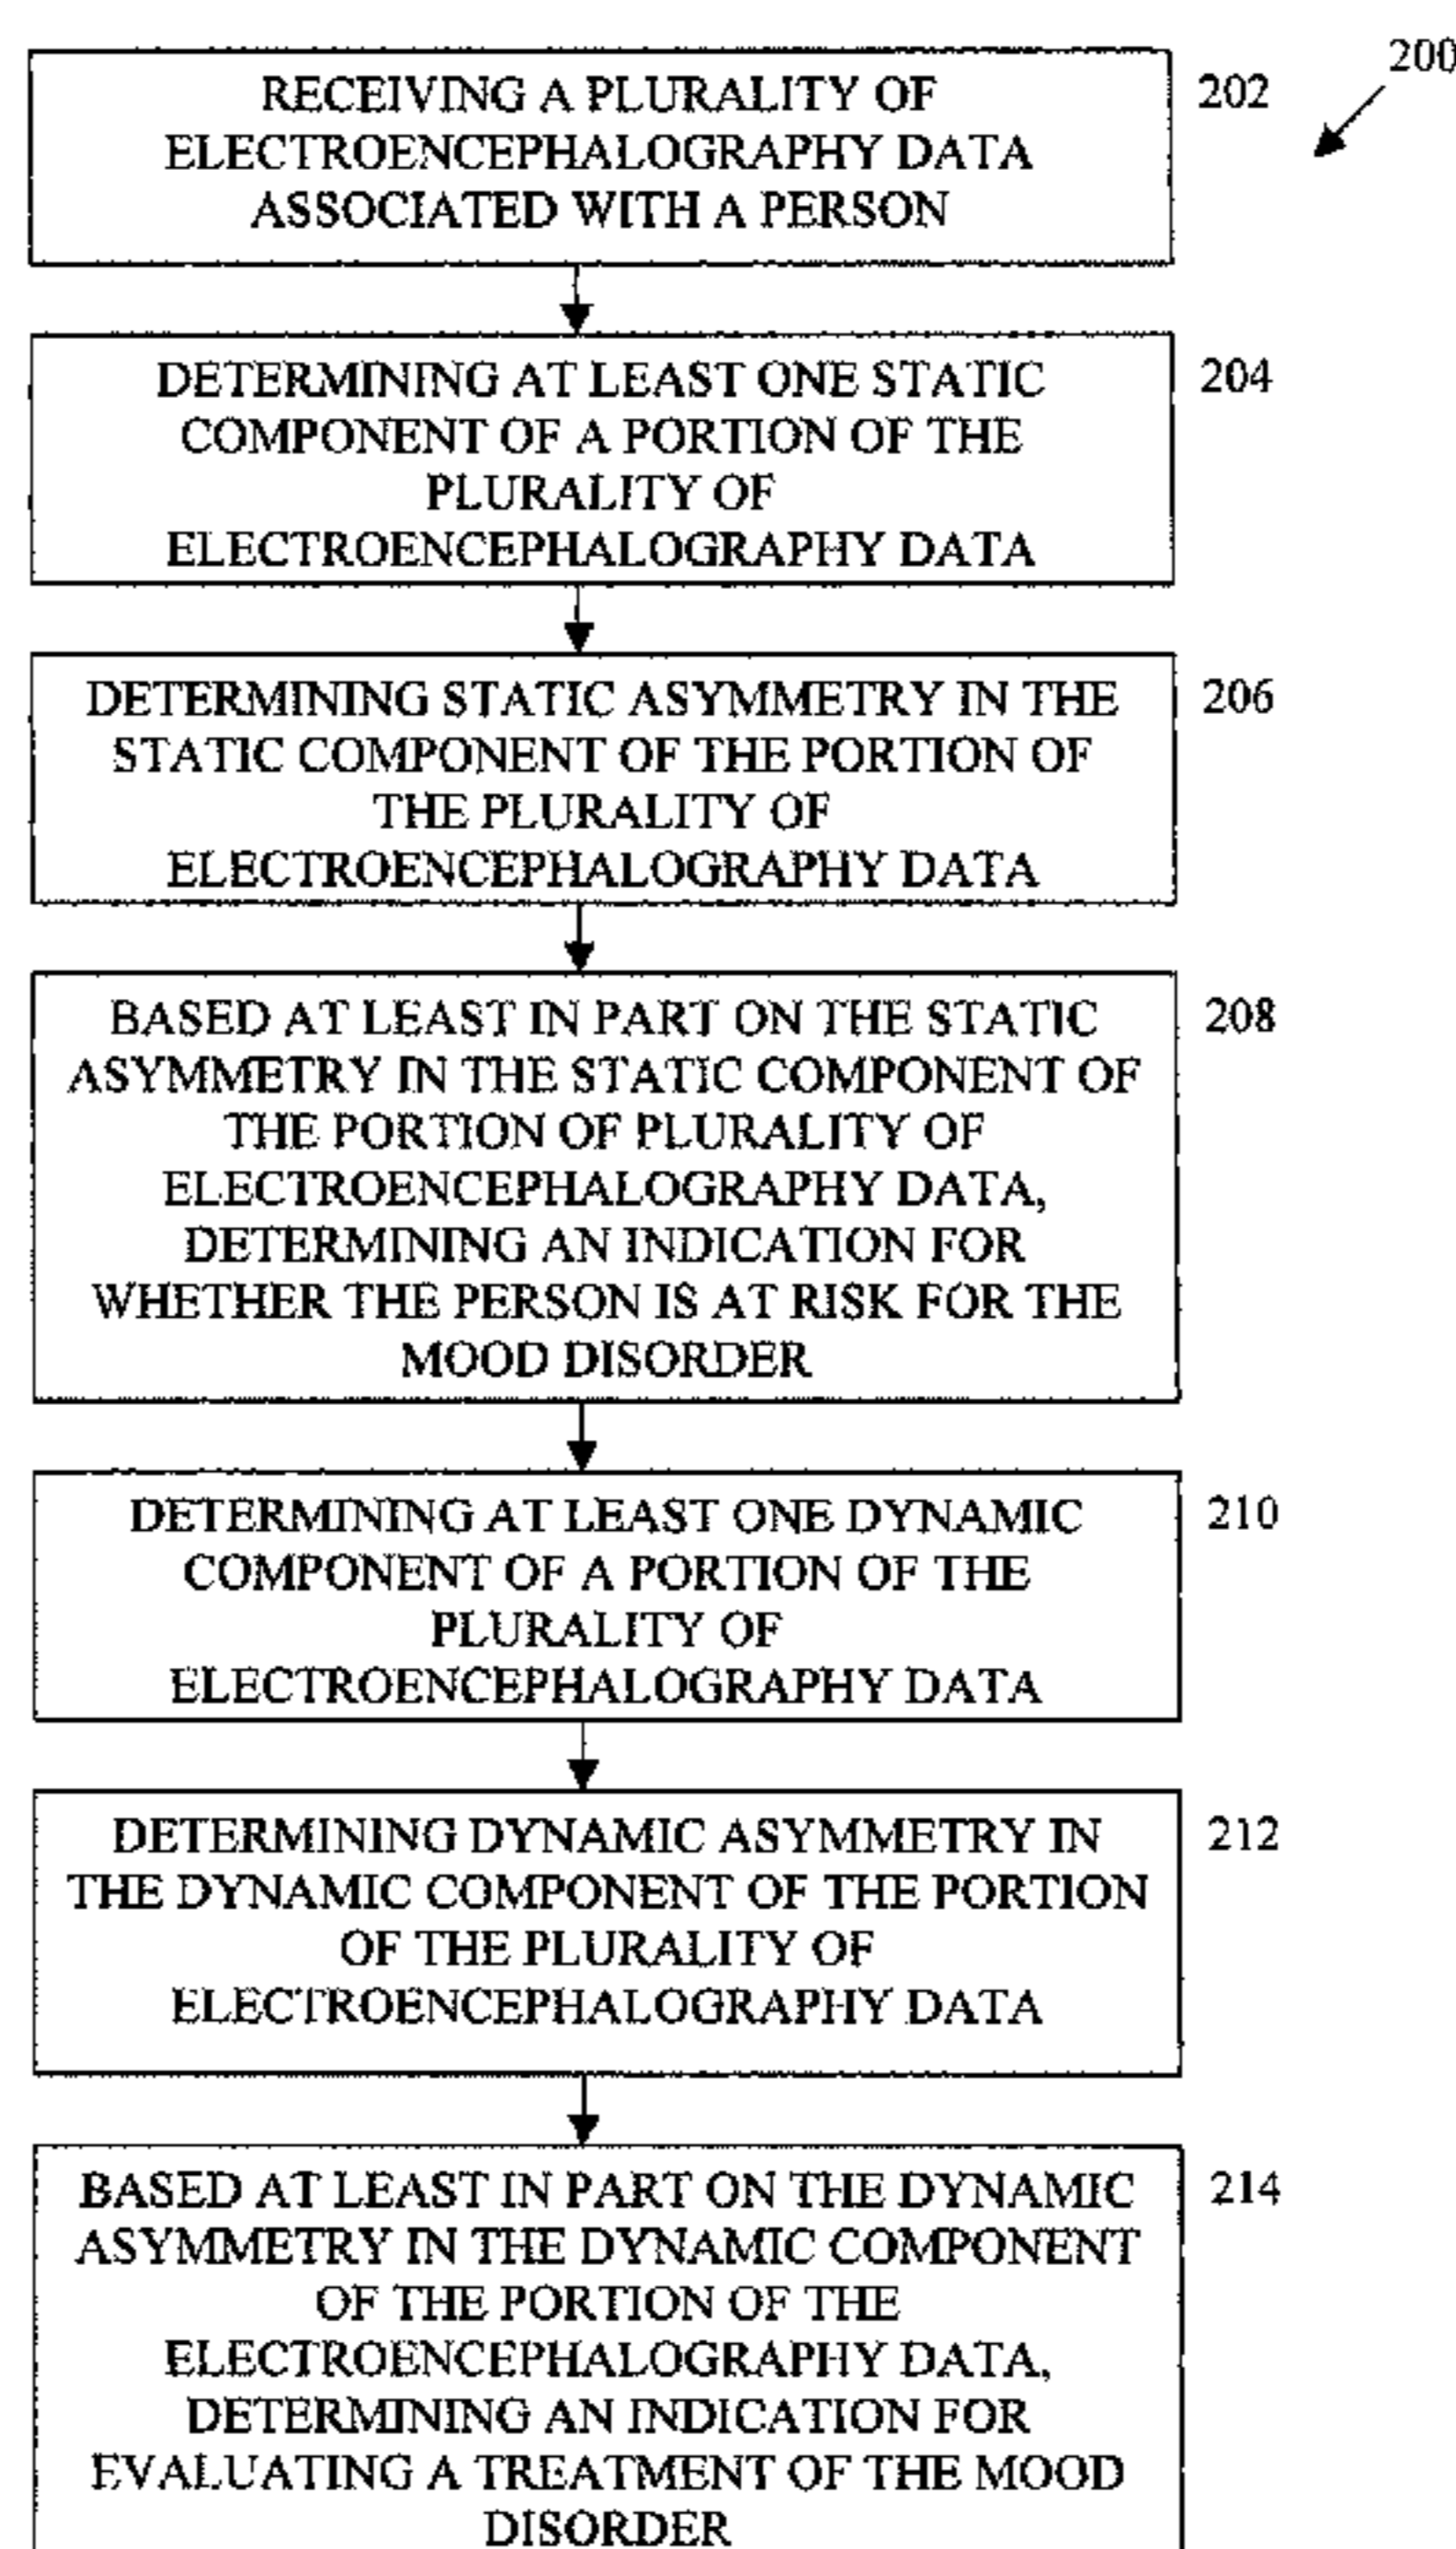 200
RECEIVING A PLURALITY OF
ELECTROENCEPHALOGRAPHY DATA
ASSOCIATED WITH A PERSON
202
DETERMINING AT LEAST ONE STATIC
COMPONENT OF A PORTION OF THE
PLURALITY OF
ELECTROENCEPHALOGRAPHY DATA
204
DETERMINING STATIC ASYMMETRY IN THE
STATIC COMPONENT OF THE PORTION OF
THE PLURALITY OF
ELECTROENCEPHALOGRAPHY DATA
206
BASED AT LEAST IN PART ON THE STATIC
ASYMMETRY IN THE STATIC COMPONENT OF
THE PORTION OF PLURALITY OF
ELECTROENCEPHALOGRAPHY DATA,
DETERMINING AN INDICATION FOR
WHETHER THE PERSON IS AT RISK FOR THE
MOOD DISORDER
208
DETERMINING AT LEAST ONE DYNAMIC
COMPONENT OF A PORTION OF THE
PLURALITY OF
ELECTROENCEPHALOGRAPHY DATA
210
DETERMINING DYNAMIC ASYMMETRY IN
THE DYNAMIC COMPONENT OF THE PORTION
OF THE PLURALITY OF
ELECTROENCEPHALOGRAPHY DATA
212
BASED AT LEAST IN PART ON THE DYNAMIC
ASYMMETRY IN THE DYNAMIC COMPONENT
OF THE PORTION OF THE
ELECTROENCEPHALOGRAPHY DATA,
DETERMINING AN INDICATION FOR
EVALUATING A TREATMENT OF THE MOOD
DISORDER
214